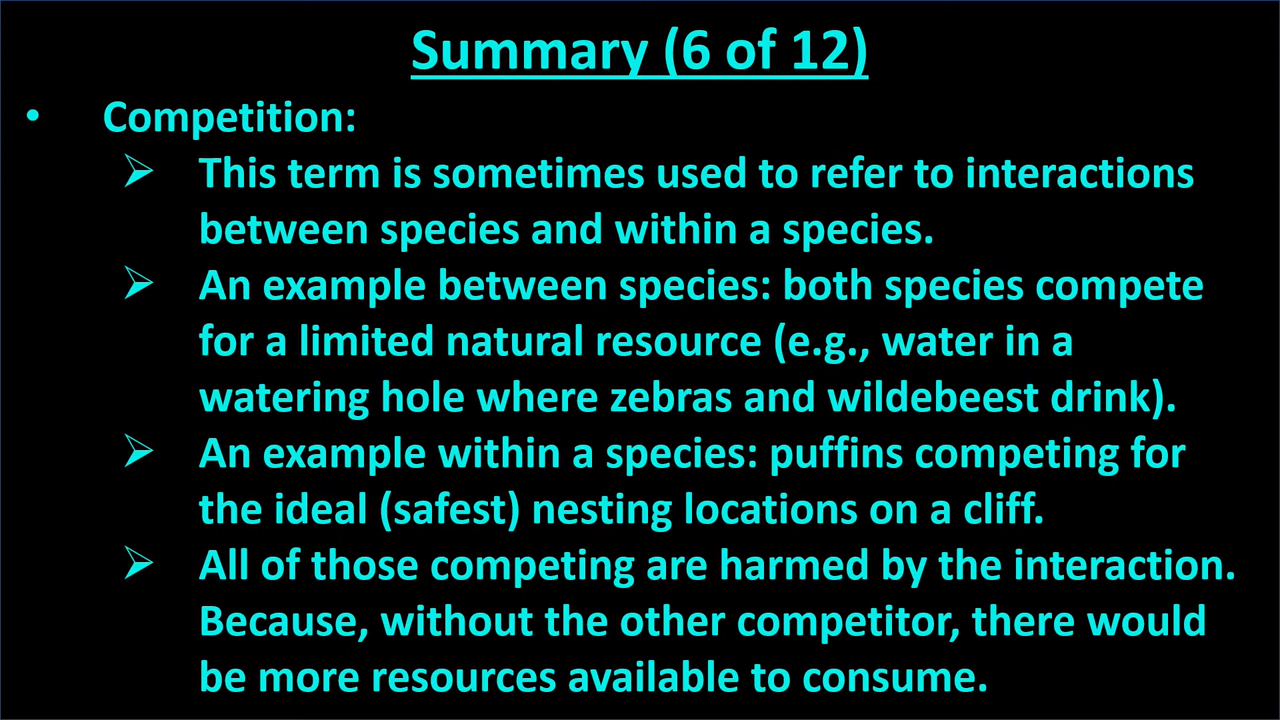 Summary (6 of 12)
• Competition:
➢ This term is sometimes used to refer to interactions
between species and within a species.
➢ An example between species: both species compete
for a limited natural resource (e.g., water in a
watering hole where zebras and wildebeest drink).
➢ An example within a species: puffins competing for
the ideal (safest) nesting locations on a cliff.
➢ All of those competing are harmed by the interaction.
Because, without the other competitor, there would
be more resources available to consume.